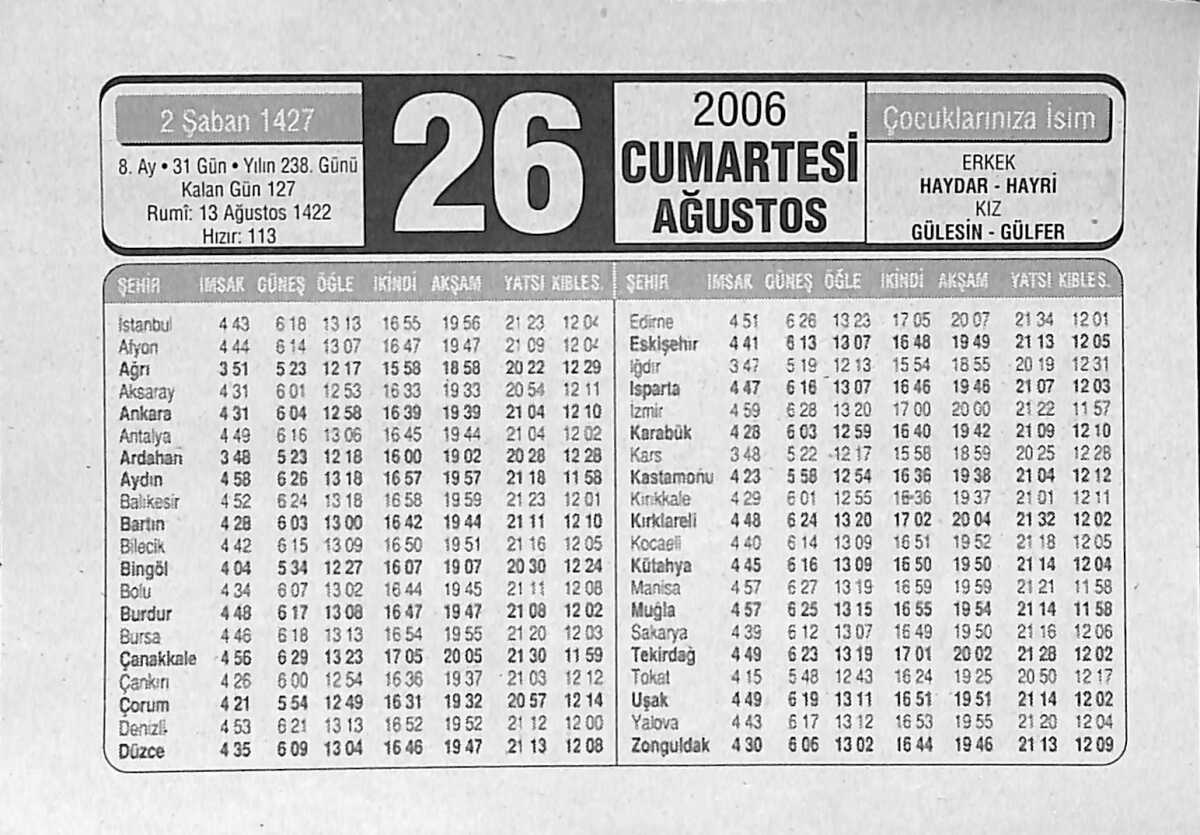 2 Şaban 1427
8. Ay • 31 Gün • Yılın 238. Günü
Kalan Gün 127
Rumî: 13 Ağustos 1422
Hızır: 113
26
2006
CUMARTESİ
AĞUSTOS
Çocuklarınıza İsim
ERKEK
HAYDAR - HAYRİ
KIZ
GÜLESİN - GÜLFER
ŞEHİR İMSAK GÜNEŞ ÖĞLE İKİNDİ AKŞAM YATSI KIBLE S.
İstanbul 4 43 6 18 13 13 16 55 19 56 21 23 12 04
Afyon 4 44 6 14 13 07 16 47 19 47 21 09 12 04
Ağrı 3 51 5 23 12 17 15 58 18 58 20 22 12 29
Aksaray 4 31 6 01 12 53 16 33 19 33 20 54 12 11
Ankara 4 31 6 04 12 58 16 39 19 39 21 04 12 10
Antalya 4 49 6 16 13 06 16 45 19 44 21 04 12 02
Ardahan 3 48 5 23 12 18 16 00 19 02 20 28 12 28
Aydın 4 58 6 26 13 18 16 57 19 57 21 18 11 58
Balıkesir 4 52 6 24 13 18 16 58 19 59 21 23 12 01
Bartın 4 28 6 03 13 00 16 42 19 44 21 11 12 10
Bilecik 4 42 6 15 13 09 16 50 19 51 21 16 12 05
Bingöl 4 04 5 34 12 27 16 07 19 07 20 30 12 24
Bolu 4 34 6 07 13 02 16 44 19 45 21 11 12 08
Burdur 4 48 6 17 13 08 16 47 19 47 21 08 12 02
Bursa 4 46 6 18 13 13 16 54 19 55 21 20 12 03
Çanakkale 4 56 6 29 13 23 17 05 20 05 21 30 11 59
Çankırı 4 26 6 00 12 54 16 36 19 37 21 03 12 12
Çorum 4 21 5 54 12 49 16 31 19 32 20 57 12 14
Denizli 4 53 6 21 13 13 16 52 19 52 21 12 12 00
Düzce 4 35 6 09 13 04 16 46 19 47 21 13 12 08
ŞEHİR İMSAK GÜNEŞ ÖĞLE İKİNDİ AKŞAM YATSI KIBLE S.
Edirne 4 51 6 26 13 23 17 05 20 07 21 34 12 01
Eskişehir 4 41 6 13 13 07 16 48 19 49 21 13 12 05
Iğdır 3 47 5 19 12 13 15 54 18 55 20 19 12 31
Isparta 4 47 6 16 13 07 16 46 19 46 21 07 12 03
İzmir 4 59 6 28 13 20 17 00 20 00 21 22 11 57
Karabük 4 28 6 03 12 59 16 40 19 42 21 09 12 10
Kars 3 48 5 22 12 17 15 58 18 59 20 25 12 28
Kastamonu 4 23 5 58 12 54 16 36 19 38 21 04 12 12
Kırıkkale 4 29 6 01 12 55 16 36 19 37 21 01 12 11
Kırklareli 4 48 6 24 13 20 17 02 20 04 21 32 12 02
Kocaeli 4 40 6 14 13 09 16 51 19 52 21 18 12 05
Kütahya 4 45 6 16 13 09 16 50 19 50 21 14 12 04
Manisa 4 57 6 27 13 19 16 59 19 59 21 21 11 58
Muğla 4 57 6 25 13 15 16 55 19 54 21 14 11 58
Sakarya 4 39 6 12 13 07 16 49 19 50 21 16 12 06
Tekirdağ 4 49 6 23 13 19 17 01 20 02 21 28 12 02
Tokat 4 15 5 48 12 43 16 24 19 25 20 50 12 17
Uşak 4 49 6 19 13 11 16 51 19 51 21 14 12 02
Yalova 4 43 6 17 13 12 16 53 19 55 21 20 12 04
Zonguldak 4 30 6 06 13 02 16 44 19 46 21 13 12 09